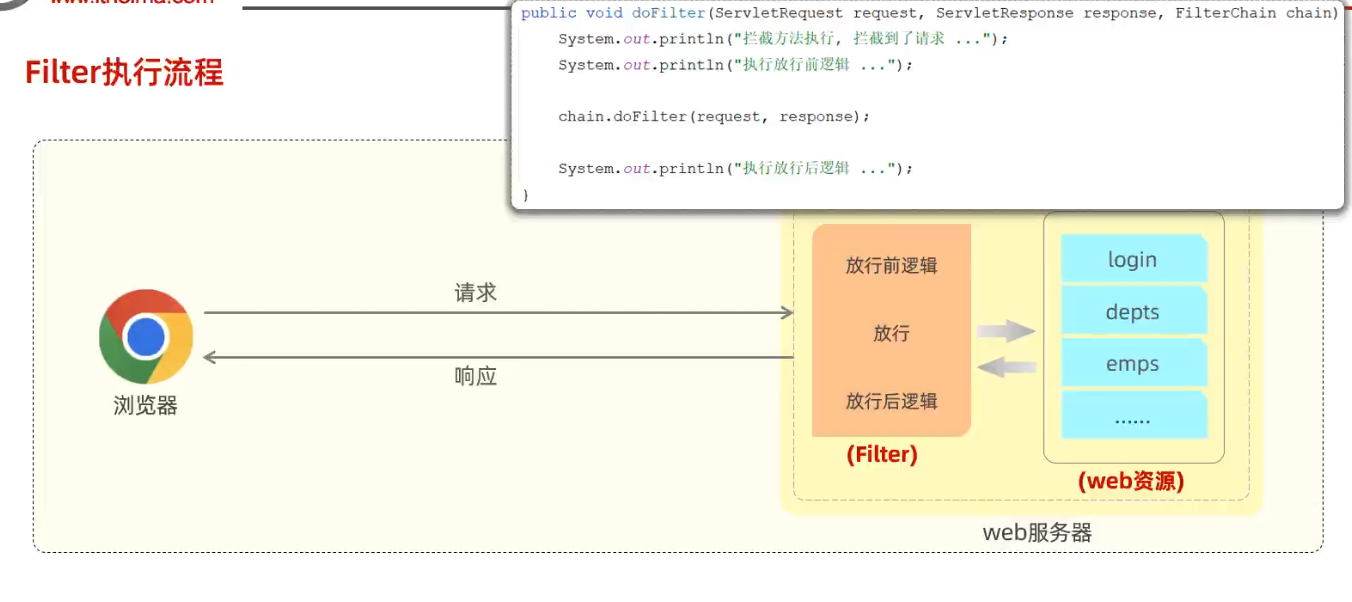 www.itheima.com
public void doFilter(ServletRequest request, ServletResponse response, FilterChain chain)
System.out.println("拦截方法执行, 拦截到了请求 ...");
System.out.println("执行放行前逻辑 ...");
chain.doFilter(request, response);
System.out.println("执行放行后逻辑 ...");
}
Filter执行流程
请求
响应
浏览器
放行前逻辑
放行
放行后逻辑
(Filter)
login
depts
emps
......
(web资源)
web服务器